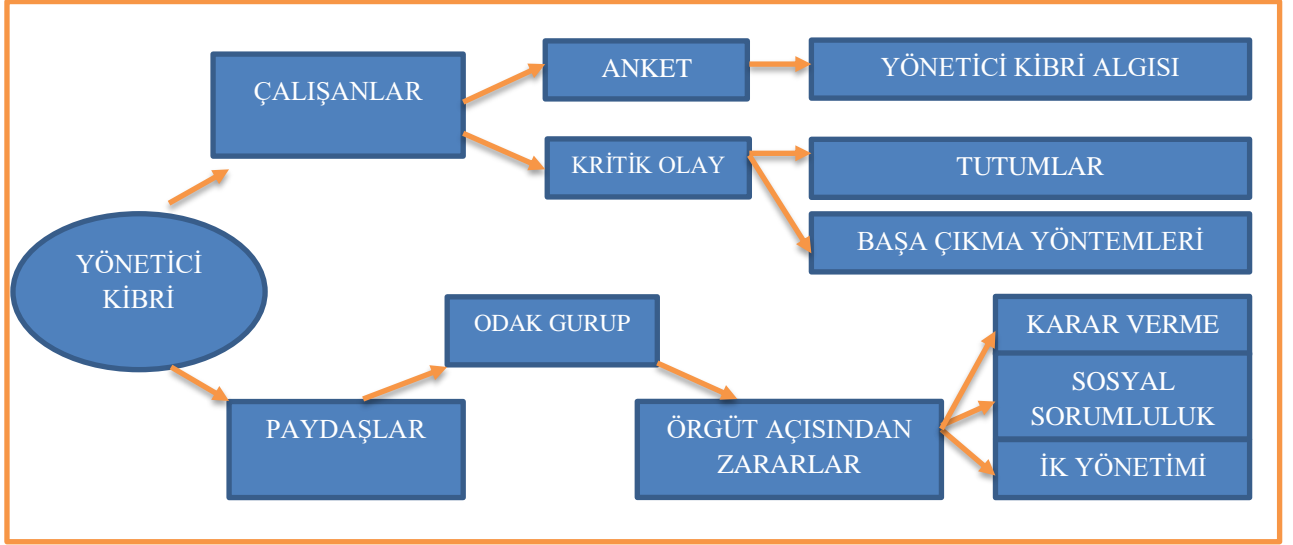 ÇALIŞANLAR
ANKET
YÖNETİCİ KİBRİ ALGISI
KRİTİK OLAY
TUTUMLAR
BAŞA ÇIKMA YÖNTEMLERİ
YÖNETİCİ
KİBRİ
ODAK GURUP
PAYDAŞLAR
ÖRGÜT AÇISINDAN
ZARARLAR
KARAR VERME
SOSYAL
SORUMLULUK
İK YÖNETİMİ